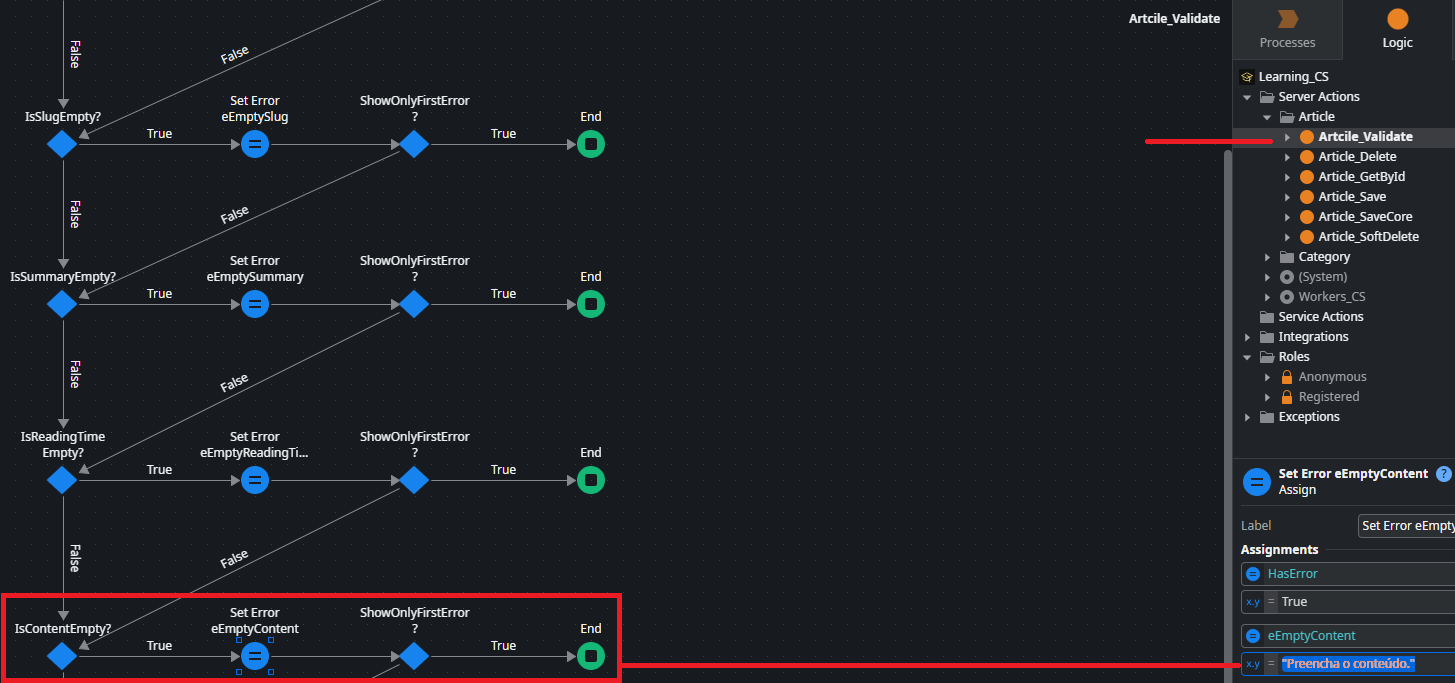 Artcile_Validate
False
False
IsSlugEmpty?
True
Set Error
eEmptySlug
ShowOnlyFirstError
?
True
End
False
False
IsSummaryEmpty?
True
Set Error
eEmptySummary
ShowOnlyFirstError
?
True
End
False
False
IsReadingTime
Empty?
True
Set Error
eEmptyReadingTi...
ShowOnlyFirstError
?
True
End
False
False
IsContentEmpty?
True
Set Error
eEmptyContent
ShowOnlyFirstError
?
True
End
Processes
Logic
Learning_CS
Server Actions
Article
Artcile_Validate
Article_Delete
Article_GetById
Article_Save
Article_SaveCore
Article_SoftDelete
Category
(System)
Workers_CS
Service Actions
Integrations
Roles
Anonymous
Registered
Exceptions
Set Error eEmptyContent ?
Assign
Label Set Error eEmpty
Assignments
= HasError
x.y = True
= eEmptyContent
x.y = "Preencha o conteúdo."